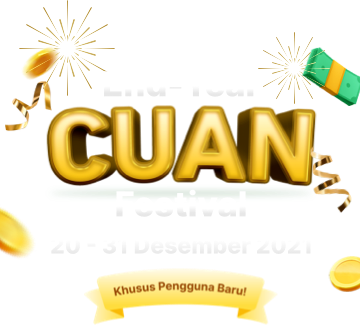 End-Year
CUAN
Festival
20 - 31 Desember 2021
Khusus Pengguna Baru!